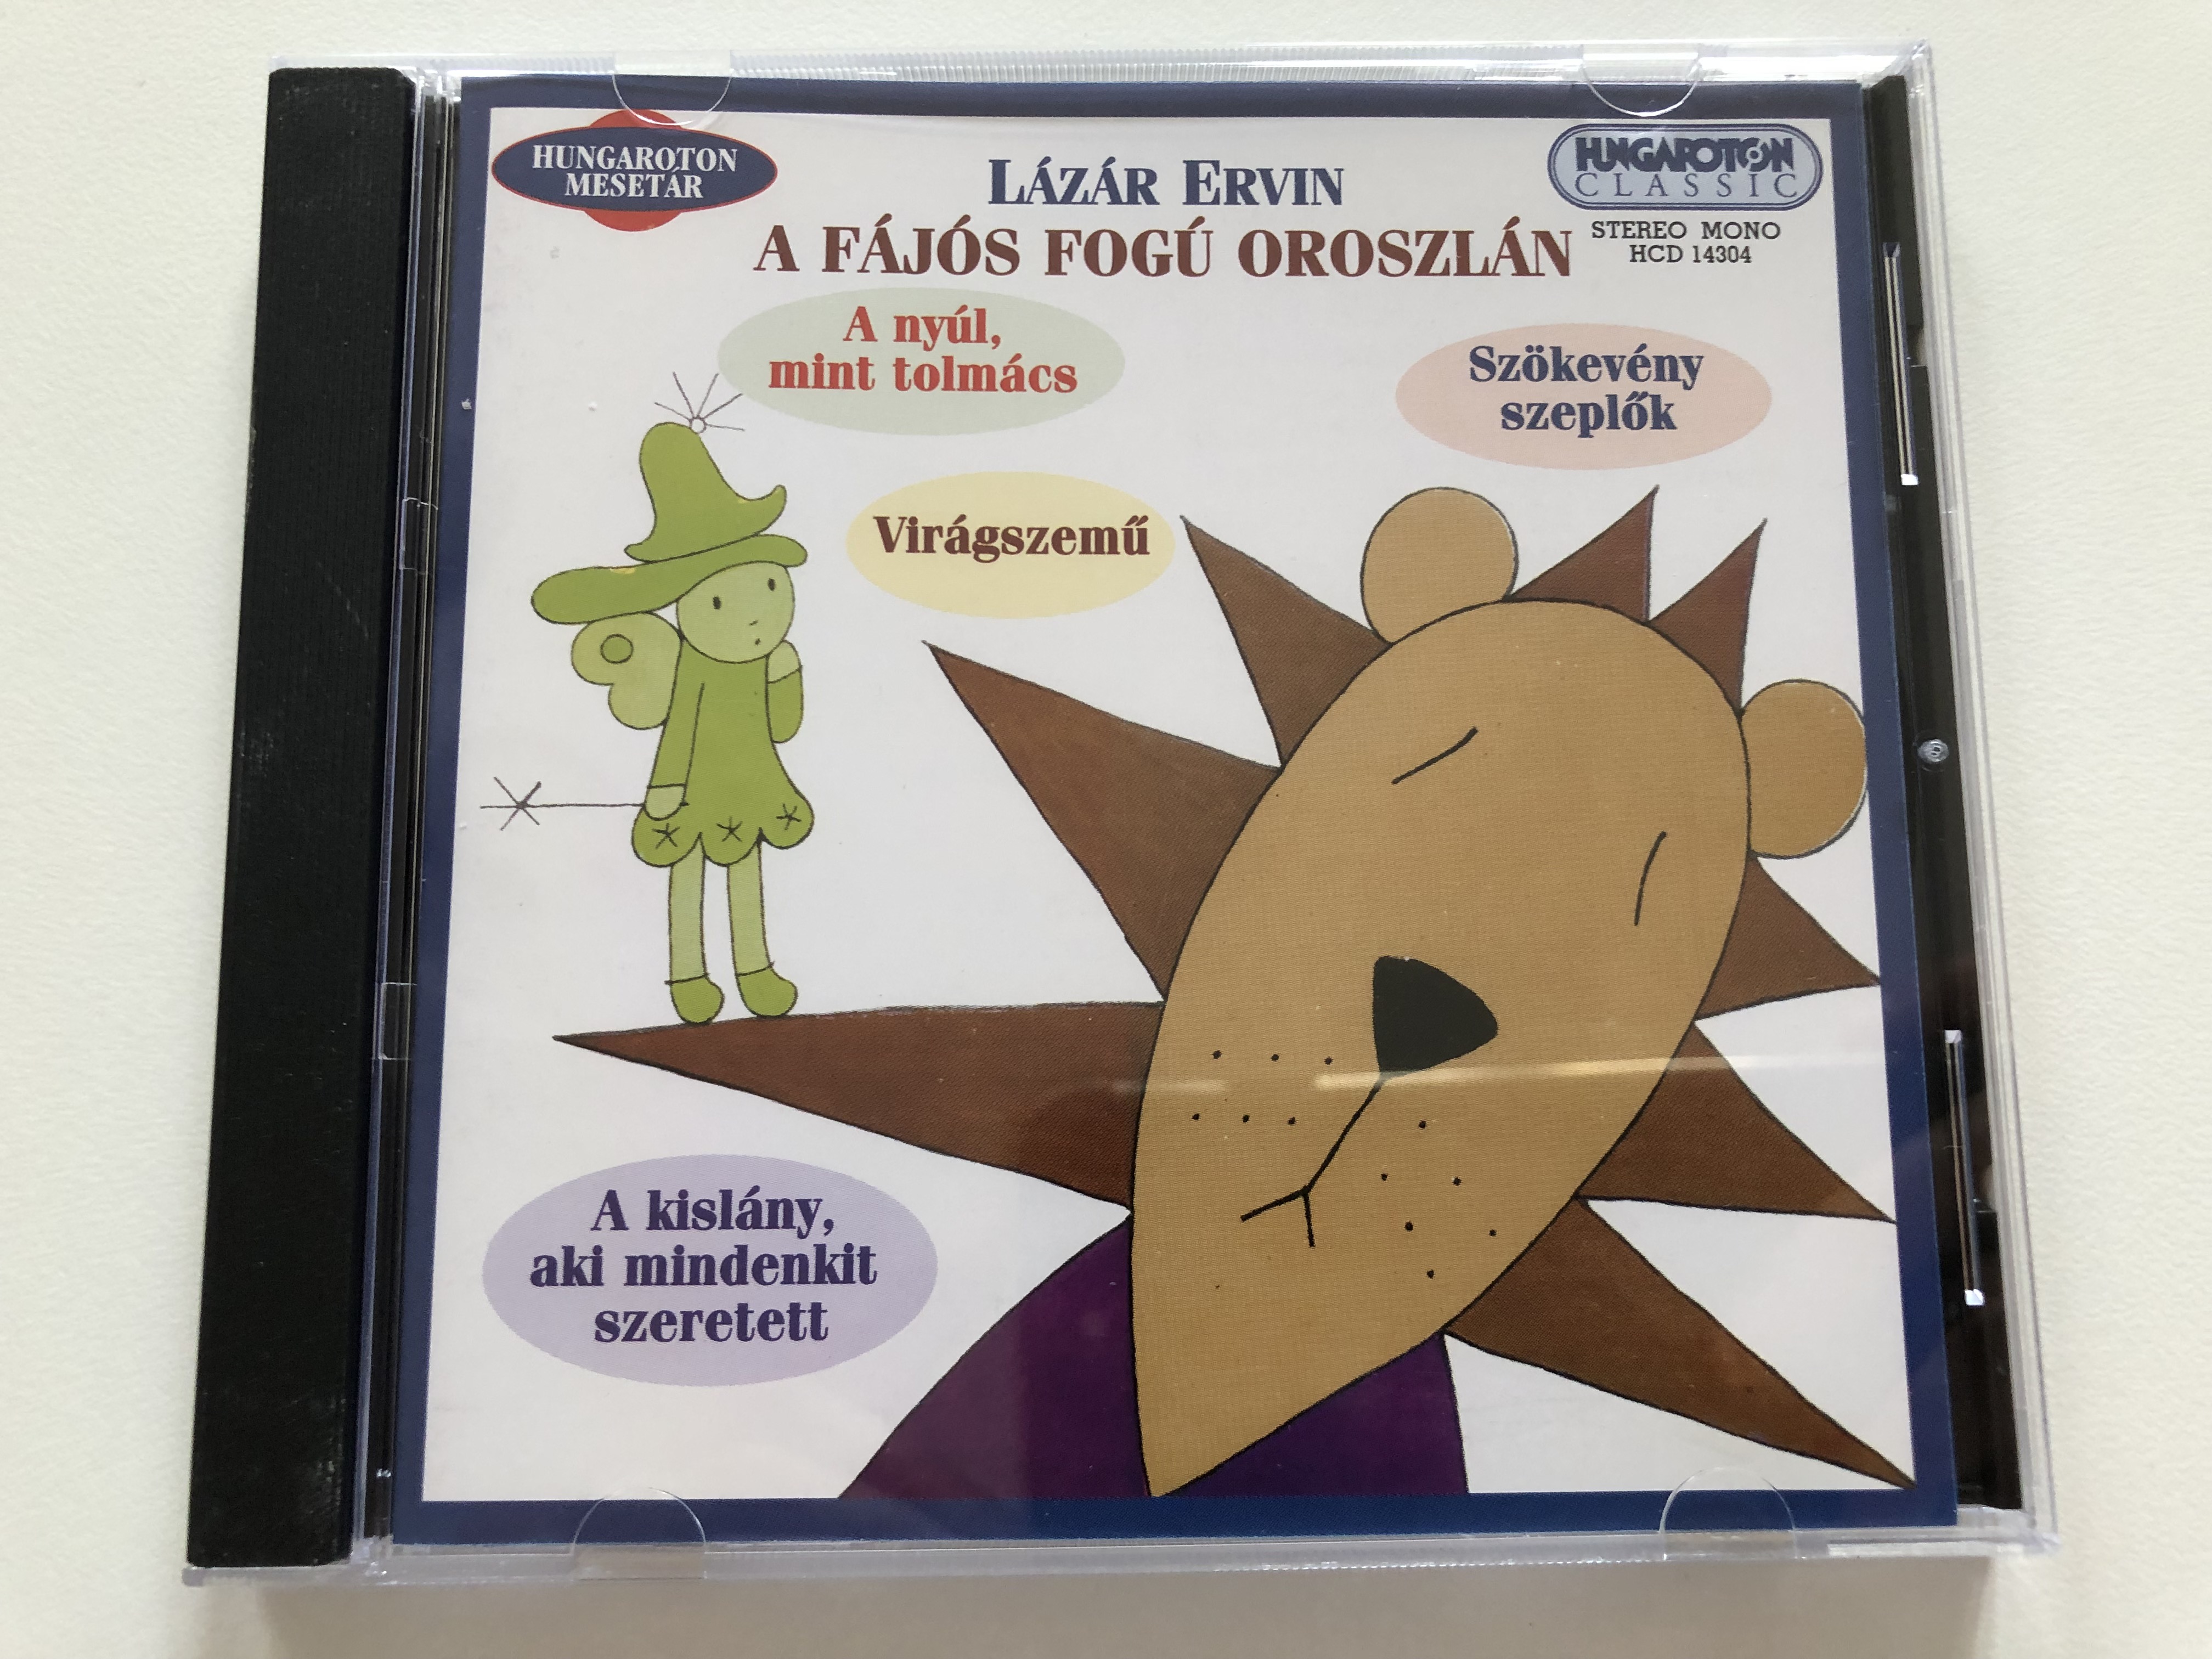 HUNGAROTON
MESETÁR
LÁZÁR ERVIN
A FÁJÓS FOGÚ OROSZLÁN
HUNGAROTON
CLASSIC
STEREO MONO
HCD 14304
A nyúl,
mint tolmács
Szökevény
szeplők
Virágszemű
A kislány,
aki mindenkit
szeretett